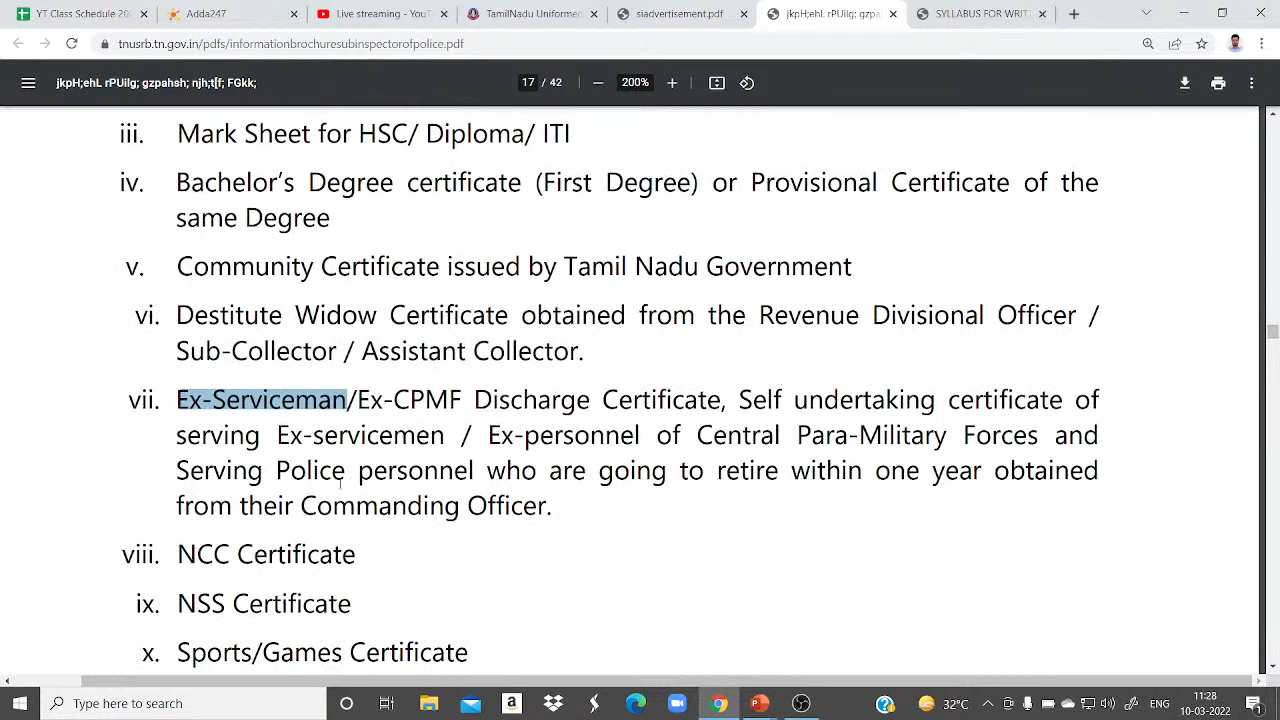 YT Class Schedule 202
Adda247
Live streaming - YouT
TamilNadu Uniformed
siadvertisement.pdf
jkpH;ehL rPUilg; gzpa
SYLLABUS FOR WRIT
tnusrb.tn.gov.in/pdfs/informationbrochuresubinspectorofpolice.pdf
jkpH;ehL rPUilg; gzpahsh; njh;t[f; FGkk;
17 / 42
200%
iii. Mark Sheet for HSC/ Diploma/ ITI
iv. Bachelor's Degree certificate (First Degree) or Provisional Certificate of the
same Degree
v. Community Certificate issued by Tamil Nadu Government
vi. Destitute Widow Certificate obtained from the Revenue Divisional Officer /
Sub-Collector / Assistant Collector.
vii. Ex-Serviceman/Ex-CPMF Discharge Certificate, Self undertaking certificate of
serving Ex-servicemen / Ex-personnel of Central Para-Military Forces and
Serving Police personnel who are going to retire within one year obtained
from their Commanding Officer.
viii. NCC Certificate
ix. NSS Certificate
x. Sports/Games Certificate
Type here to search
32°C
ENG
11:28
10-03-2022